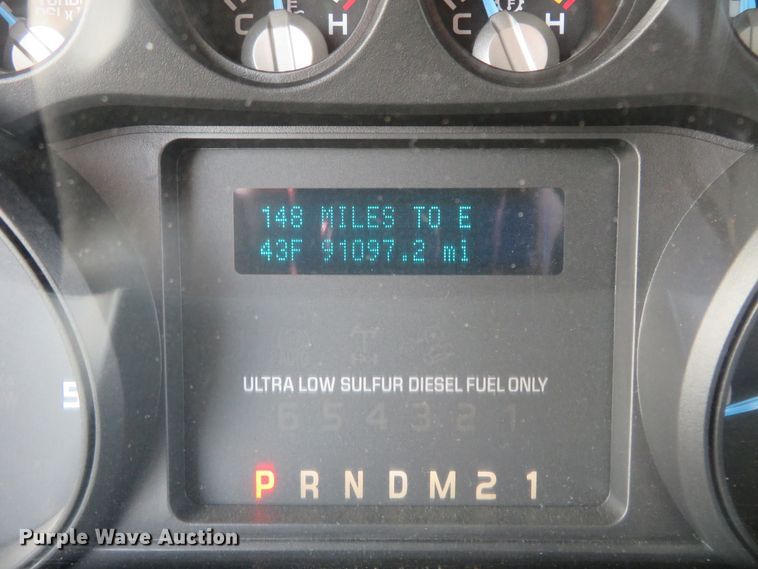 C H C H
148 MILES TO E
43F 91097.2 mi
ULTRA LOW SULFUR DIESEL FUEL ONLY
6 5 4 3 2 1
P R N D M 2 1
Purple Wave Auction